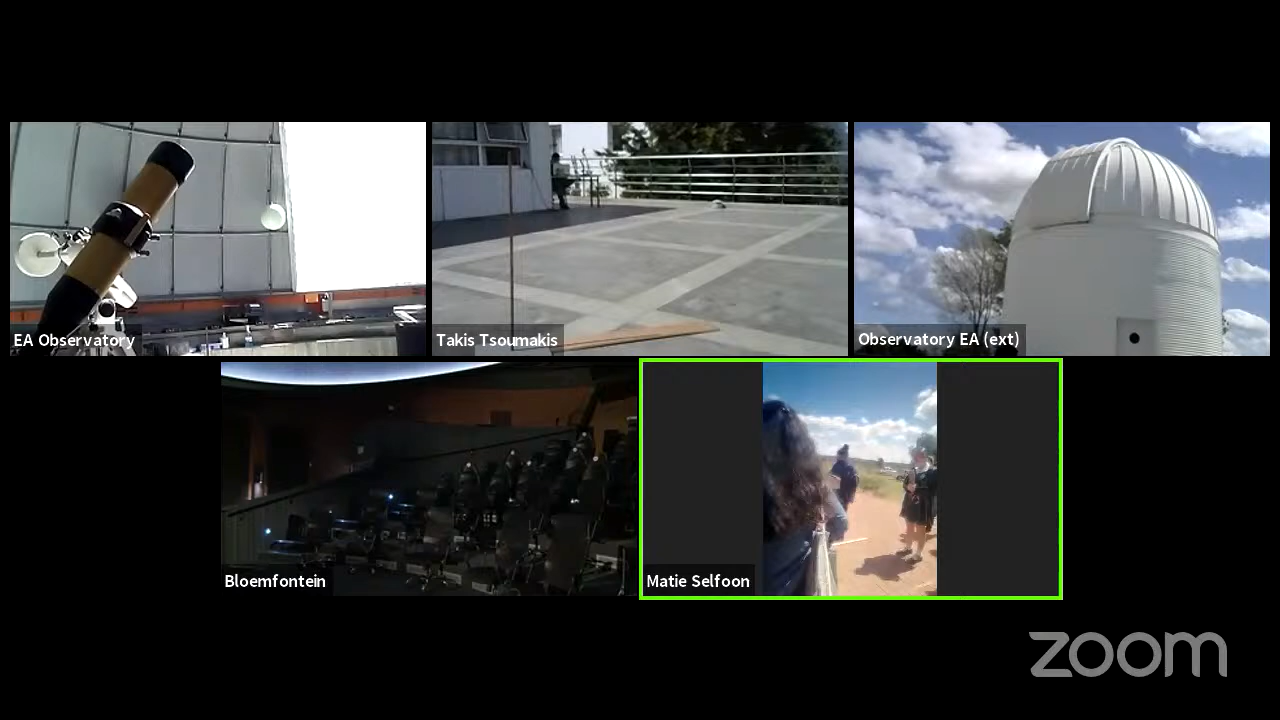 EA Observatory
Takis Tsoumakis
Observatory EA (ext)
Bloemfontein
Matie Selfoon
zoom